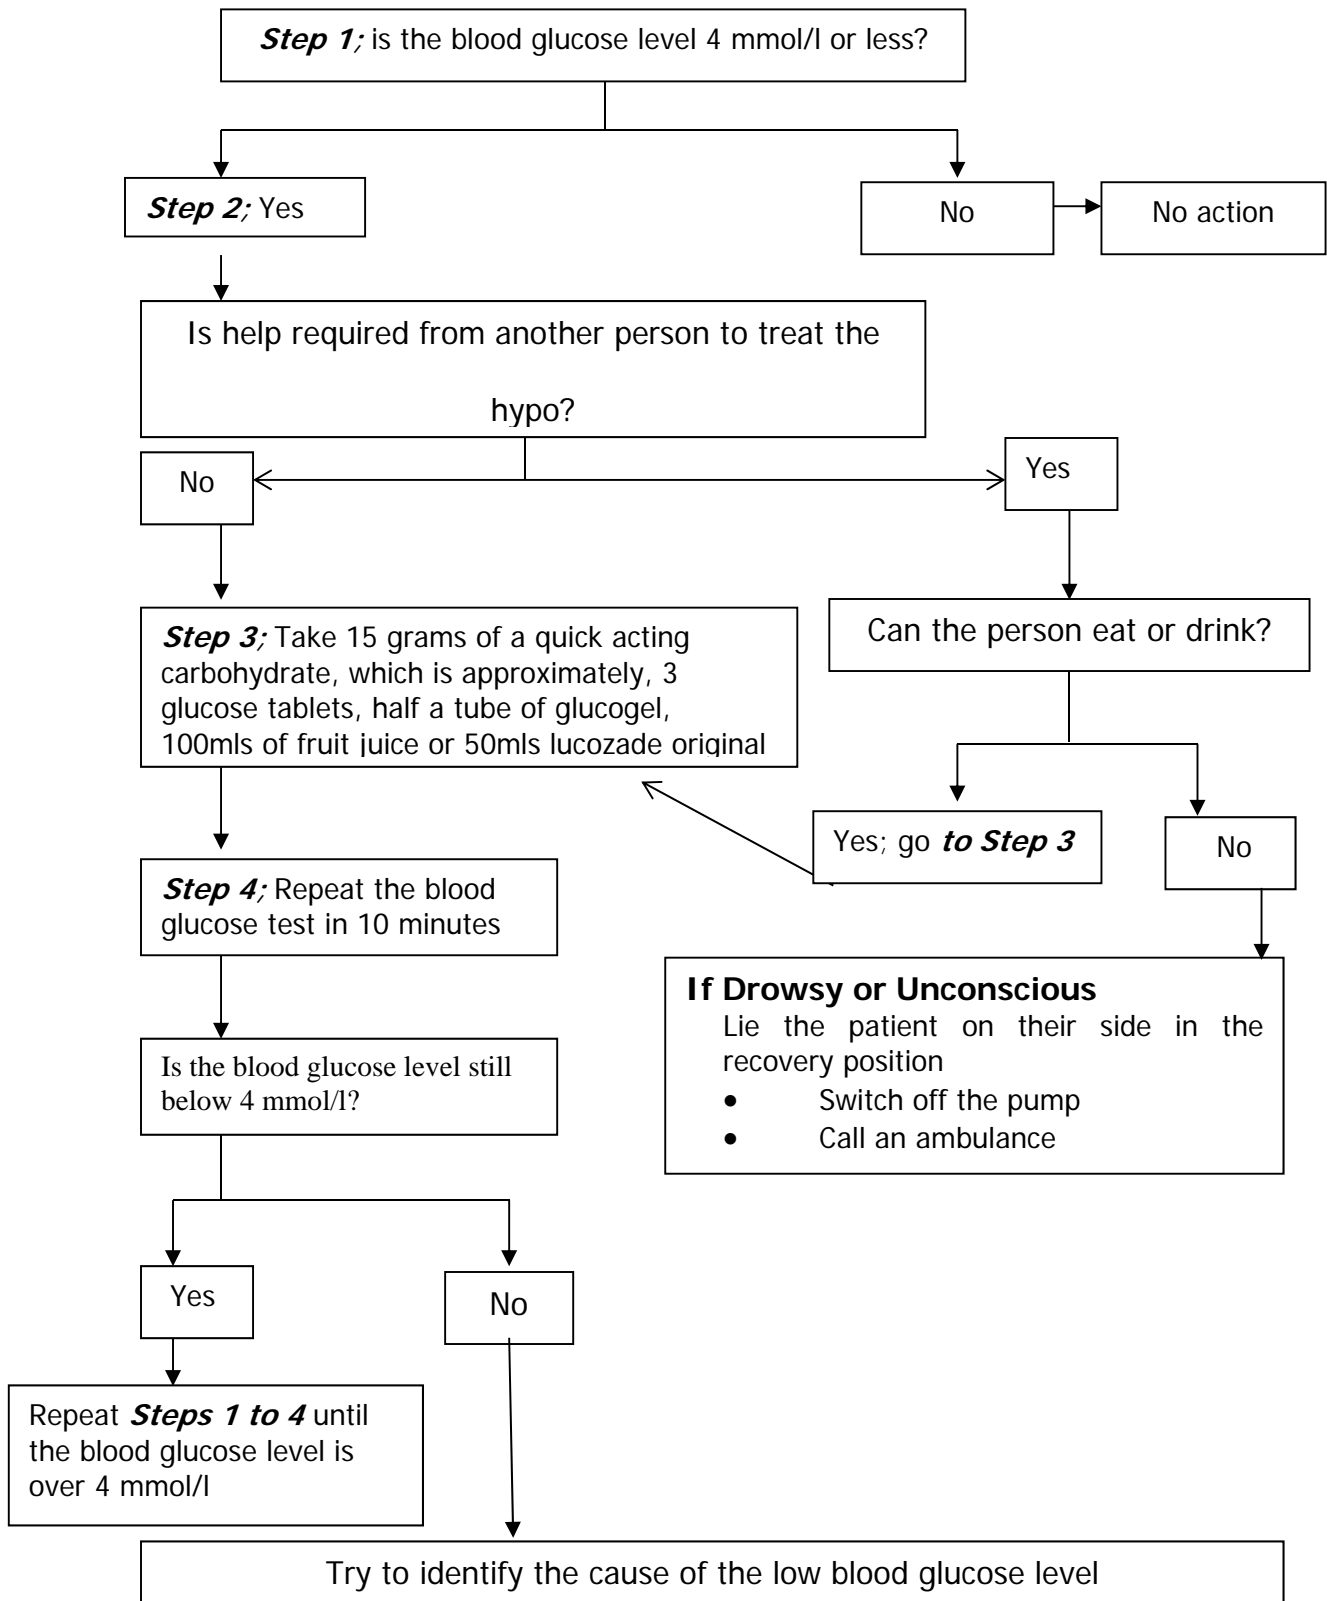 Step 1; is the blood glucose level 4 mmol/l or less?
Step 2; Yes
No
No action
Is help required from another person to treat the
hypo?
No
Yes
Step 3; Take 15 grams of a quick acting
carbohydrate, which is approximately, 3
glucose tablets, half a tube of glucogel,
100mls of fruit juice or 50mls lucozade original
Can the person eat or drink?
Yes; go to Step 3
No
Step 4; Repeat the blood
glucose test in 10 minutes
If Drowsy or Unconscious
Lie the patient on their side in the
recovery position
• Switch off the pump
• Call an ambulance
Is the blood glucose level still
below 4 mmol/l?
Yes
No
Repeat Steps 1 to 4 until
the blood glucose level is
over 4 mmol/l
Try to identify the cause of the low blood glucose level